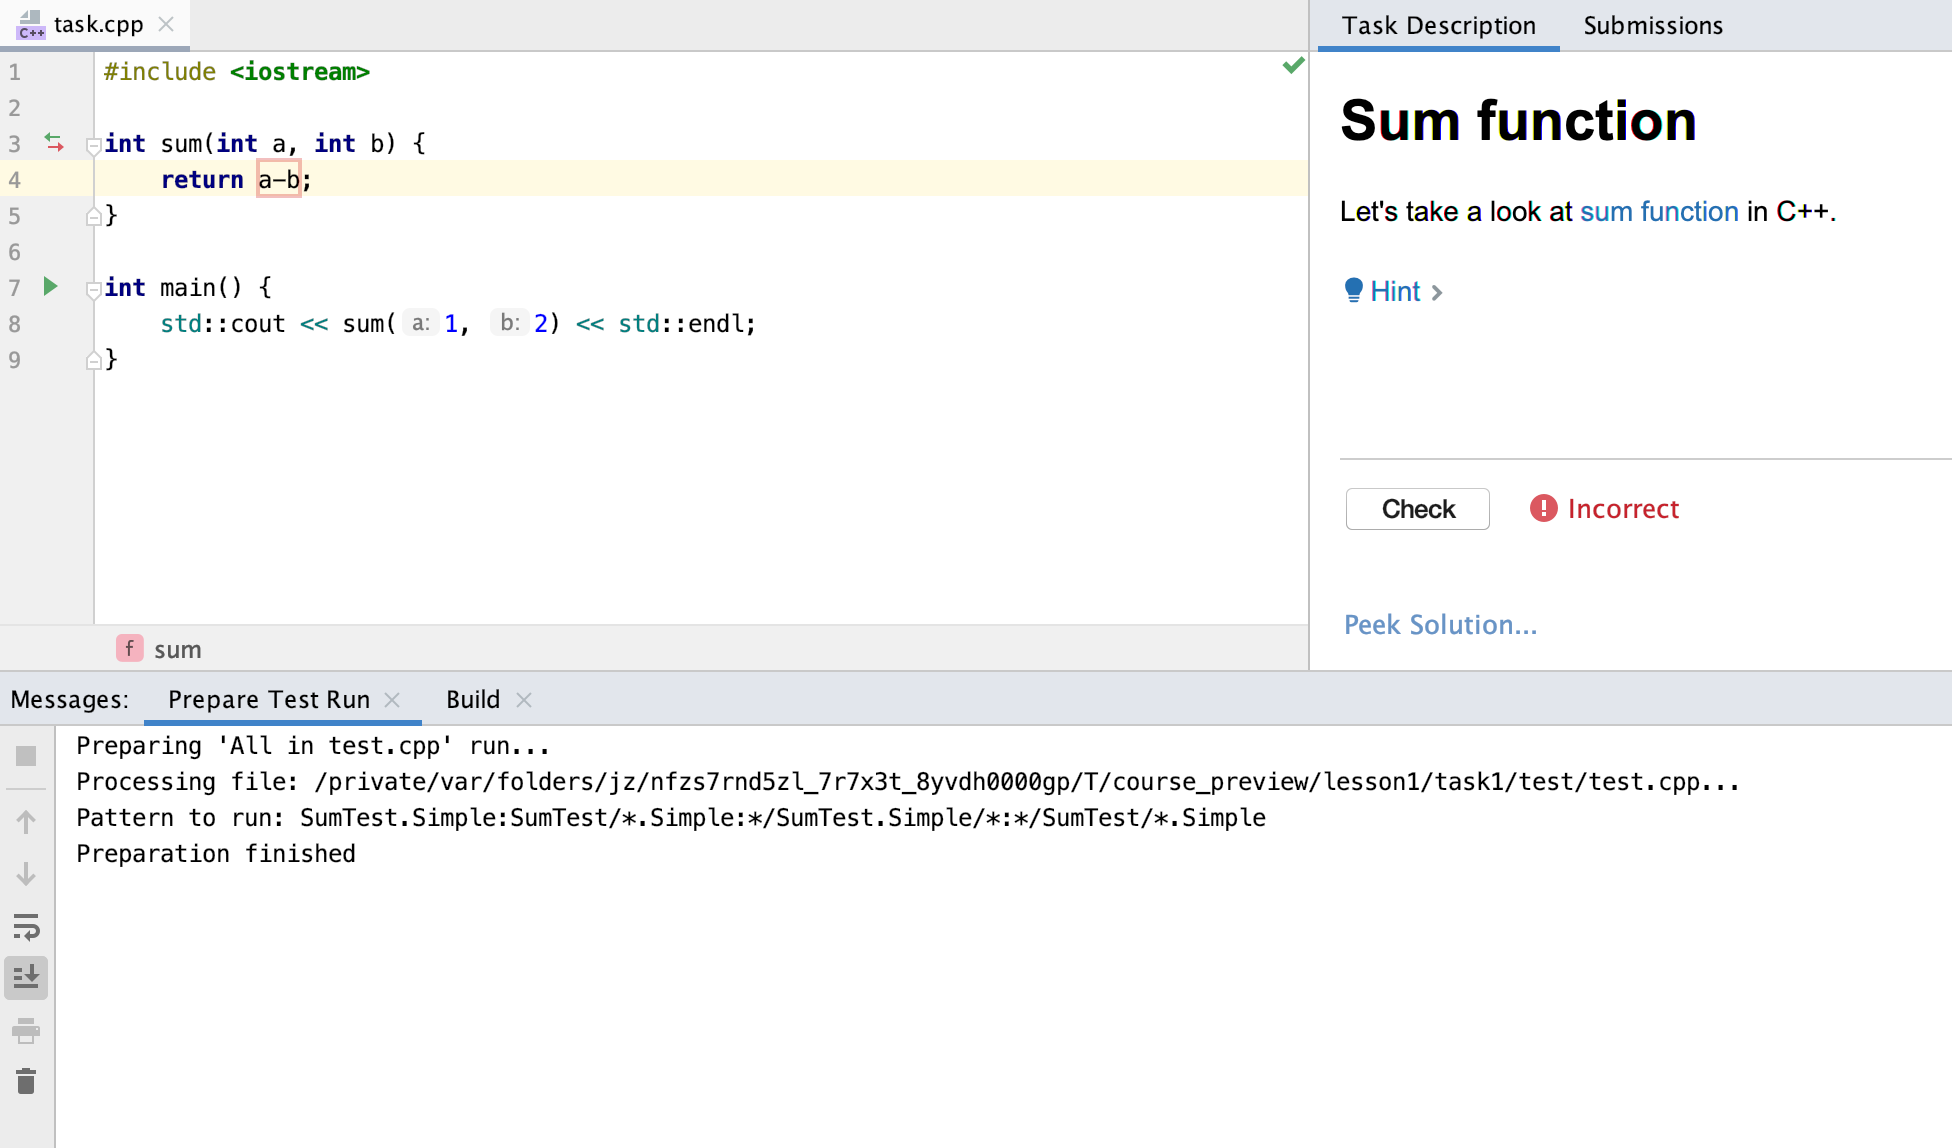 C++ task.cpp
1 #include <iostream>
2
3 int sum(int a, int b) {
4 return a-b;
5 }
6
7 int main() {
8 std::cout << sum( a: 1, b: 2) << std::endl;
9 }
f sum
Task Description Submissions
Sum function
Let's take a look at sum function in C++.
Hint >
Check ! Incorrect
Peek Solution...
Messages: Prepare Test Run Build
Preparing 'All in test.cpp' run...
Processing file: /private/var/folders/jz/nfzs7rnd5zl_7r7x3t_8yvdh0000gp/T/course_preview/lesson1/task1/test/test.cpp...
Pattern to run: SumTest.Simple:SumTest/*.Simple:*/SumTest.Simple/*:*/SumTest/*.Simple
Preparation finished